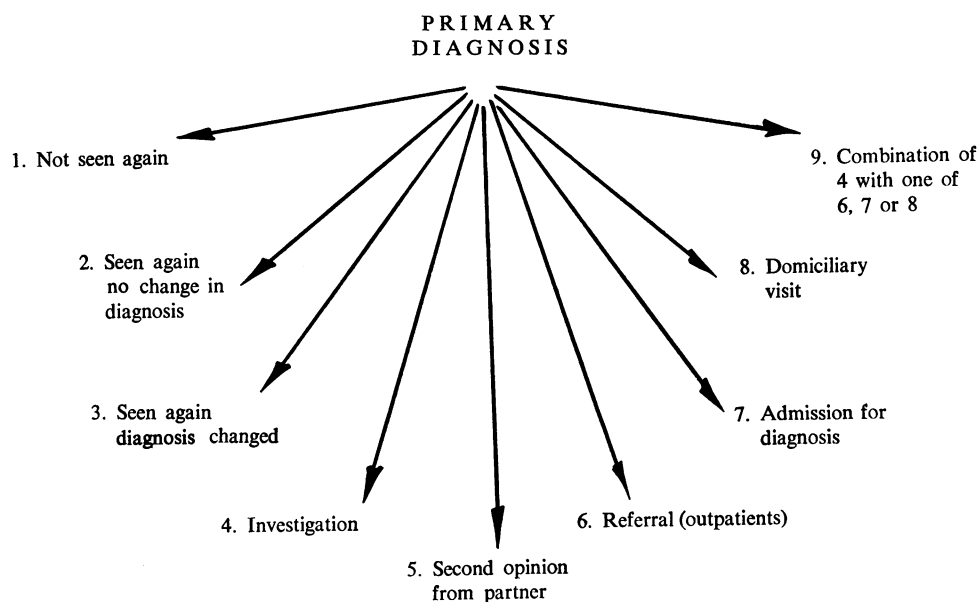 PRIMARY
DIAGNOSIS
1. Not seen again
2. Seen again
no change in
diagnosis
3. Seen again
diagnosis changed
4. Investigation
5. Second opinion
from partner
6. Referral (outpatients)
7. Admission for
diagnosis
8. Domiciliary
visit
9. Combination of
4 with one of
6, 7 or 8